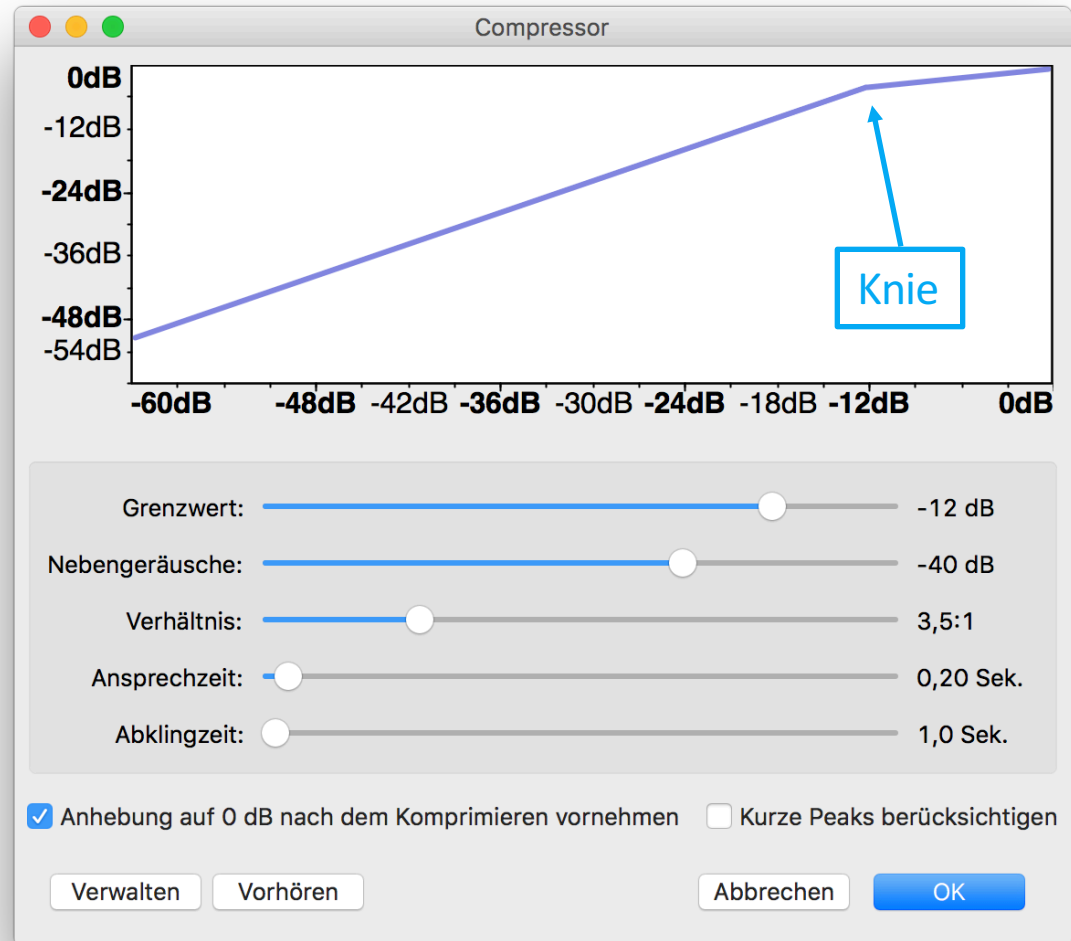 Compressor
0dB
-12dB
-24dB
-36dB
-48dB
-54dB
Knie
-60dB -48dB -42dB -36dB -30dB -24dB -18dB -12dB 0dB
Grenzwert: -12 dB
Nebengeräusche: -40 dB
Verhältnis: 3,5:1
Ansprechzeit: 0,20 Sek.
Abklingzeit: 1,0 Sek.
Anhebung auf 0 dB nach dem Komprimieren vornehmen Kurze Peaks berücksichtigen
Verwalten Vorhören Abbrechen OK